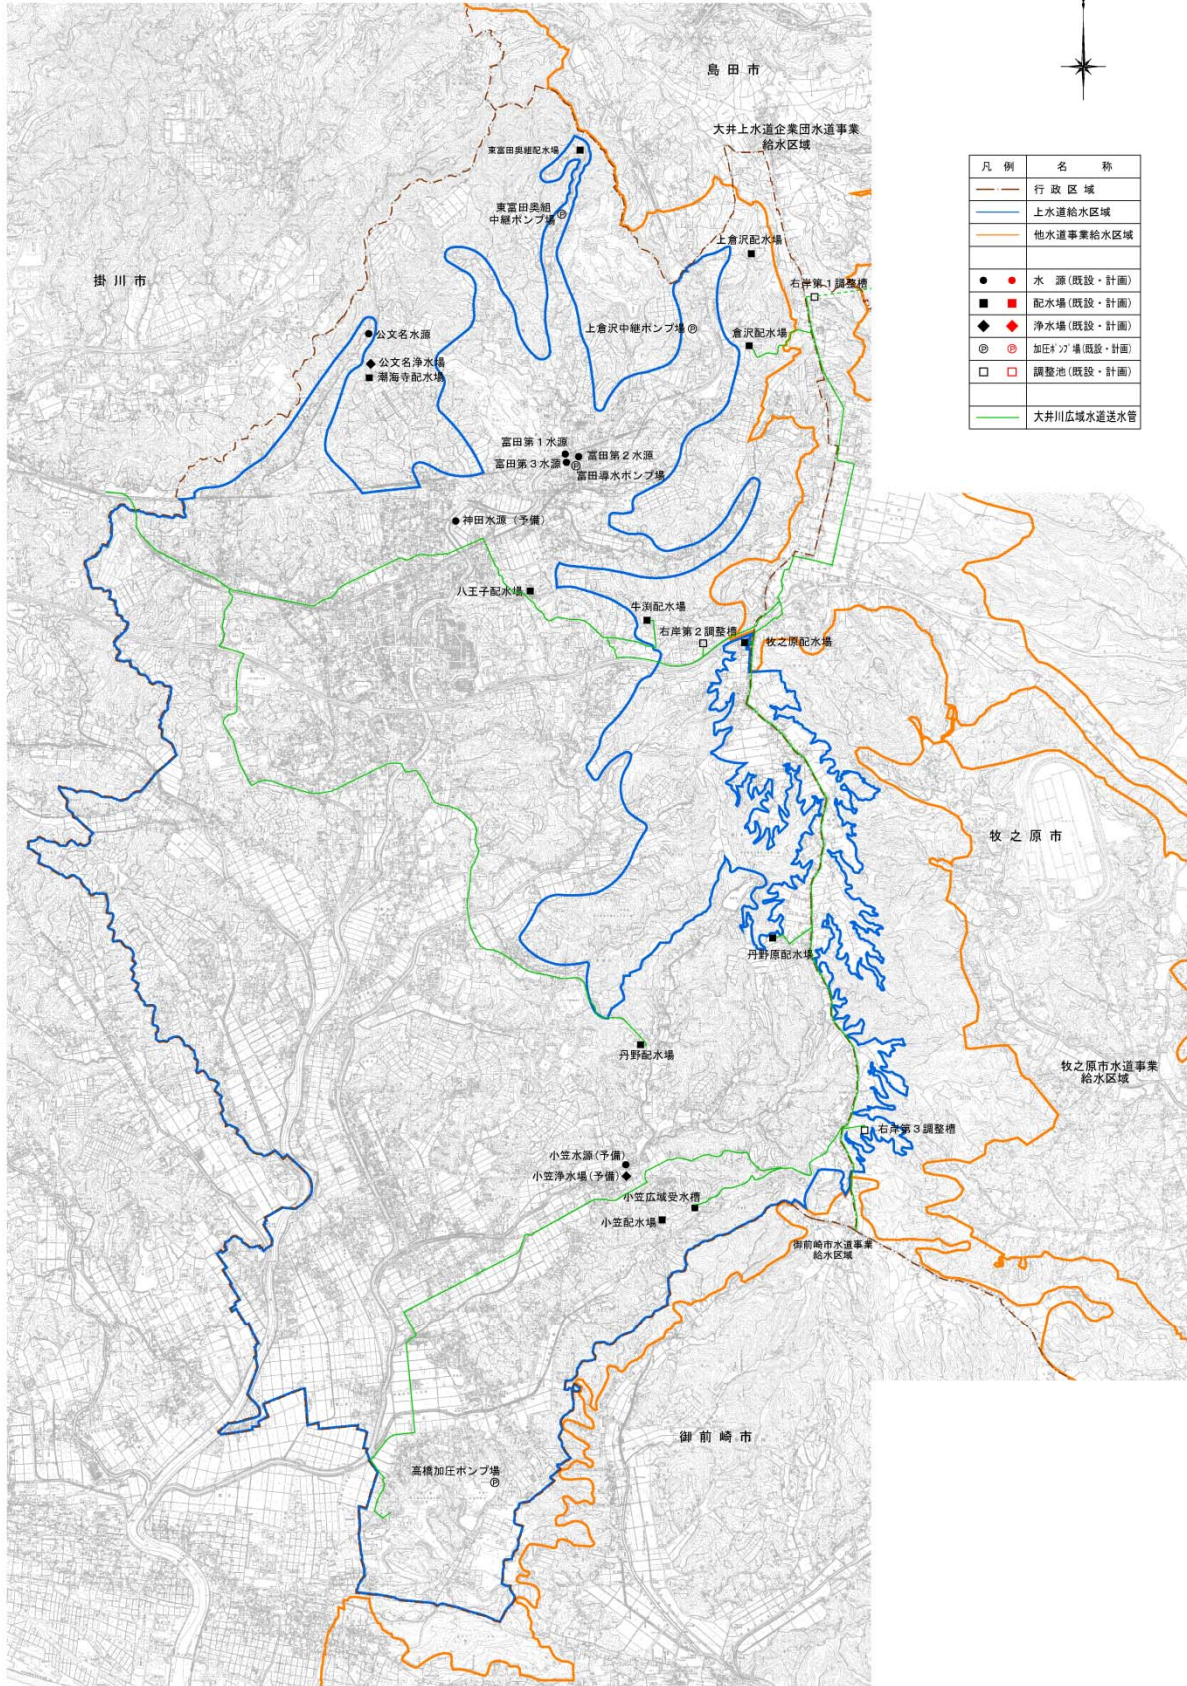 島田市
大井上水道企業団水道事業
給水区域
凡 例 名 称
行 政 区 域
上水道給水区域
他水道事業給水区域
水 源(既設・計画)
配水場(既設・計画)
浄水場(既設・計画)
加圧ﾎﾟﾝﾌﾟ場(既設・計画)
調整池(既設・計画)
大井川広域水道送水管
東富田奥組配水場
東富田奥組
中継ポンプ場
上倉沢配水場
掛川市
右岸第1調整槽
公文名水源
上倉沢中継ポンプ場
倉沢配水場
公文名浄水場
潮海寺配水場
富田第1水源
富田第2水源
富田第3水源
富田導水ポンプ場
神田水源(予備)
八王子配水場
牛渕配水場
右岸第2調整槽
牧之原配水場
牧之原市
丹野原配水場
丹野配水場
牧之原市水道事業
給水区域
右岸第3調整槽
小笠水源(予備)
小笠浄水場(予備)
小笠広域受水槽
小笠配水場
御前崎市水道事業
給水区域
御前崎市
高橋加圧ポンプ場